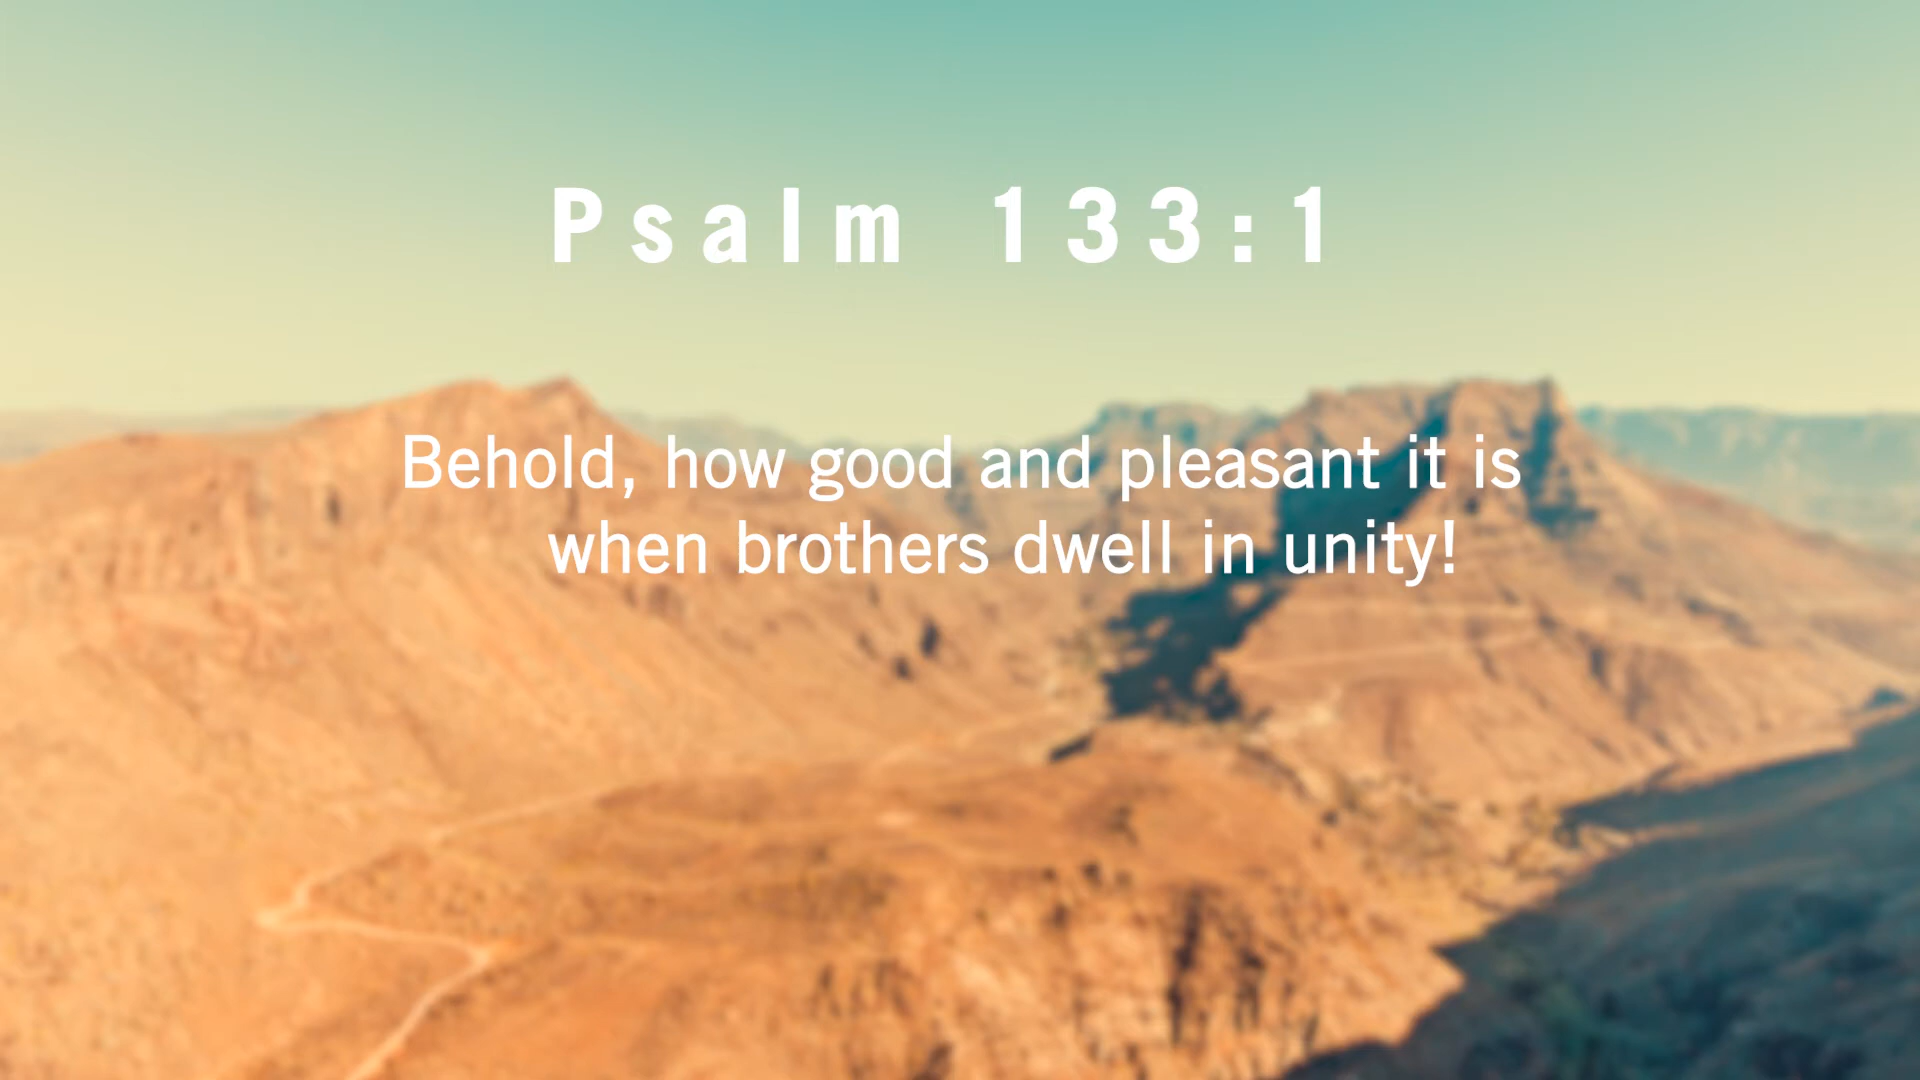 Psalm 133:1
Behold, how good and pleasant it is
when brothers dwell in unity!